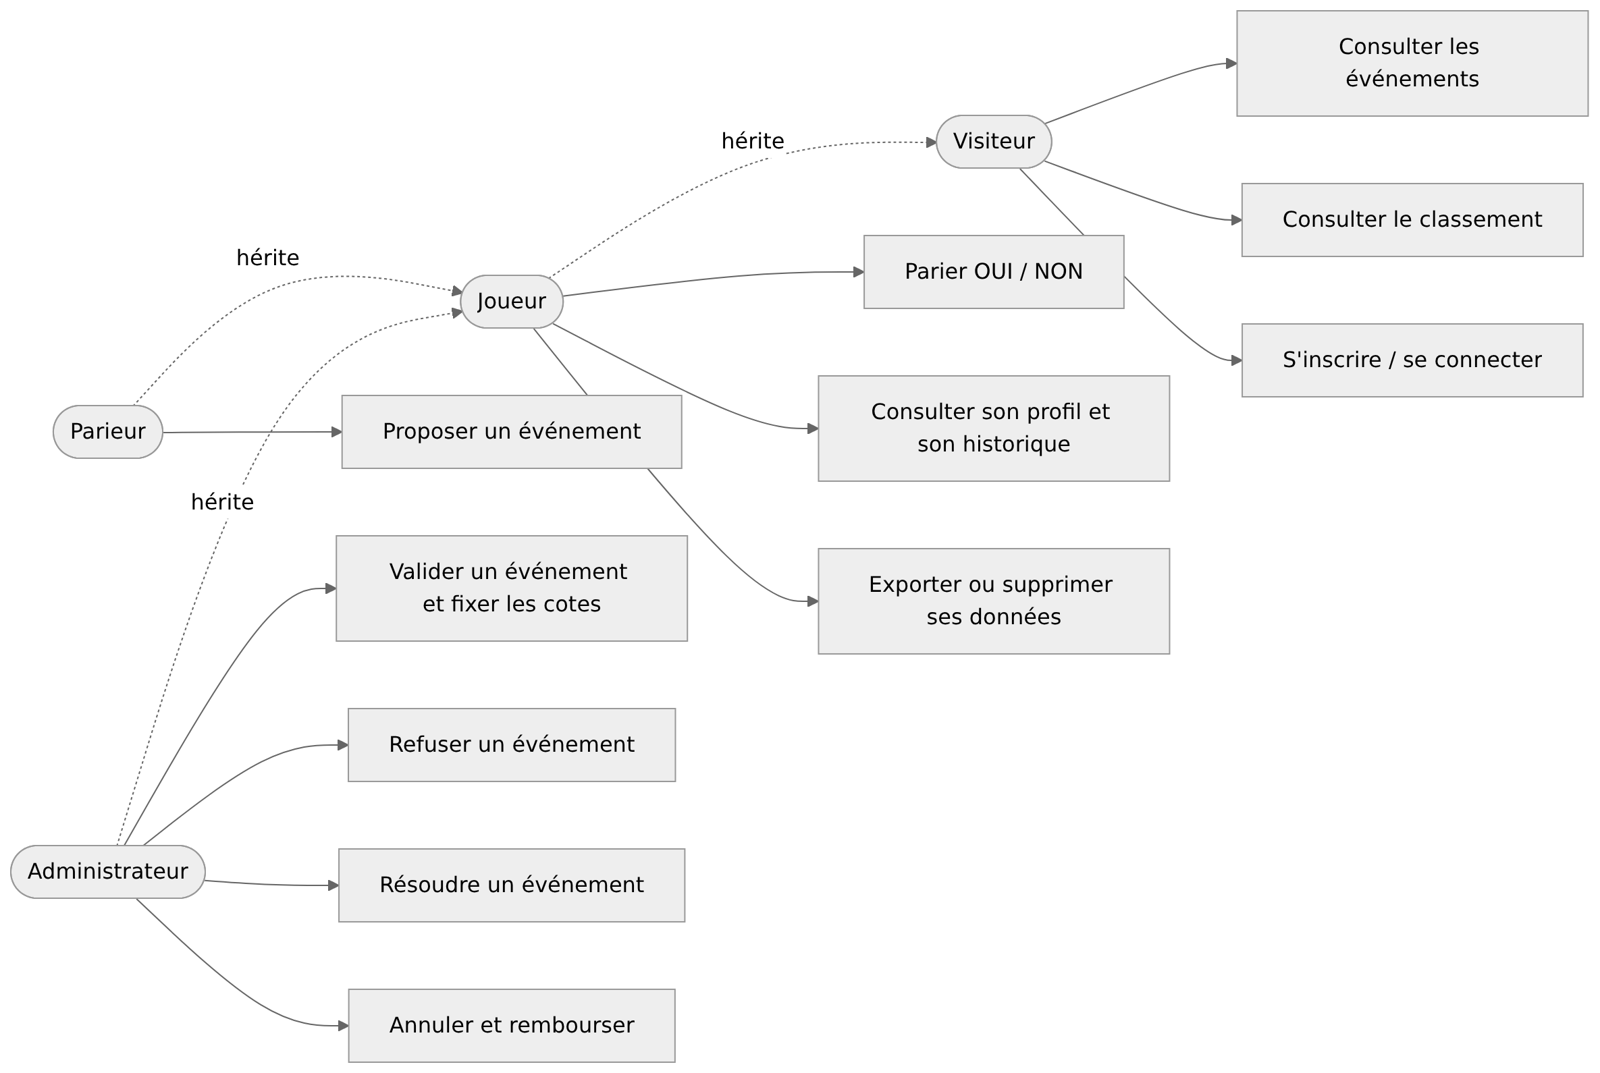 Consulter les
événements
hérite
Visiteur
Consulter le classement
hérite
Parier OUI / NON
Joueur
S'inscrire / se connecter
Consulter son profil et
son historique
Parieur
Proposer un événement
hérite
Valider un événement
et fixer les cotes
Exporter ou supprimer
ses données
Refuser un événement
Administrateur
Résoudre un événement
Annuler et rembourser